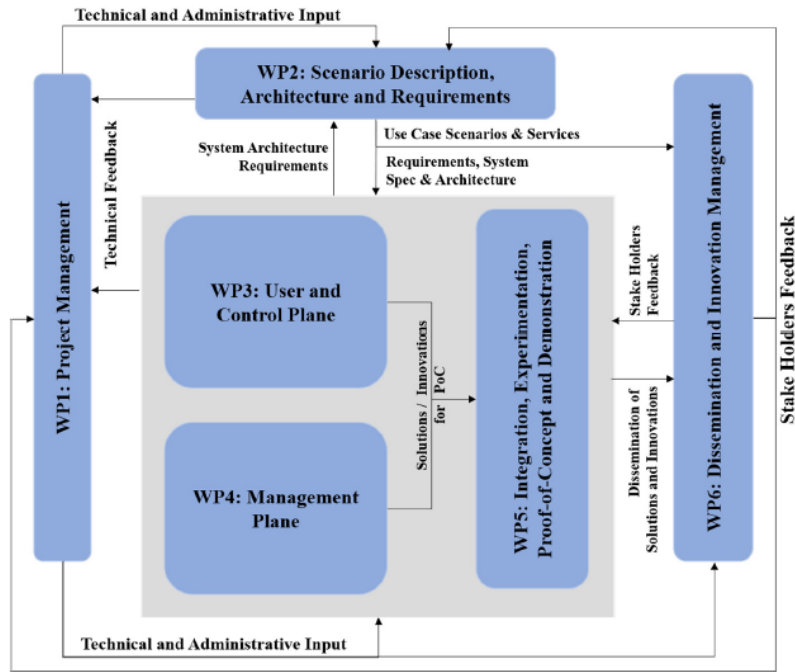 Technical and Administrative Input
WP2: Scenario Description,
Architecture and Requirements
WP1: Project Management
Technical Feedback
System Architecture
Requirements
Use Case Scenarios & Services
Requirements, System
Spec & Architecture
WP3: User and
Control Plane
WP4: Management
Plane
Solutions / Innovations
for PoC
WP5: Integration, Experimentation,
Proof-of-Concept and Demonstration
Stake Holders
Feedback
Dissemination of
Solutions and Innovations
WP6: Dissemination and Innovation Management
Stake Holders Feedback
Technical and Administrative Input